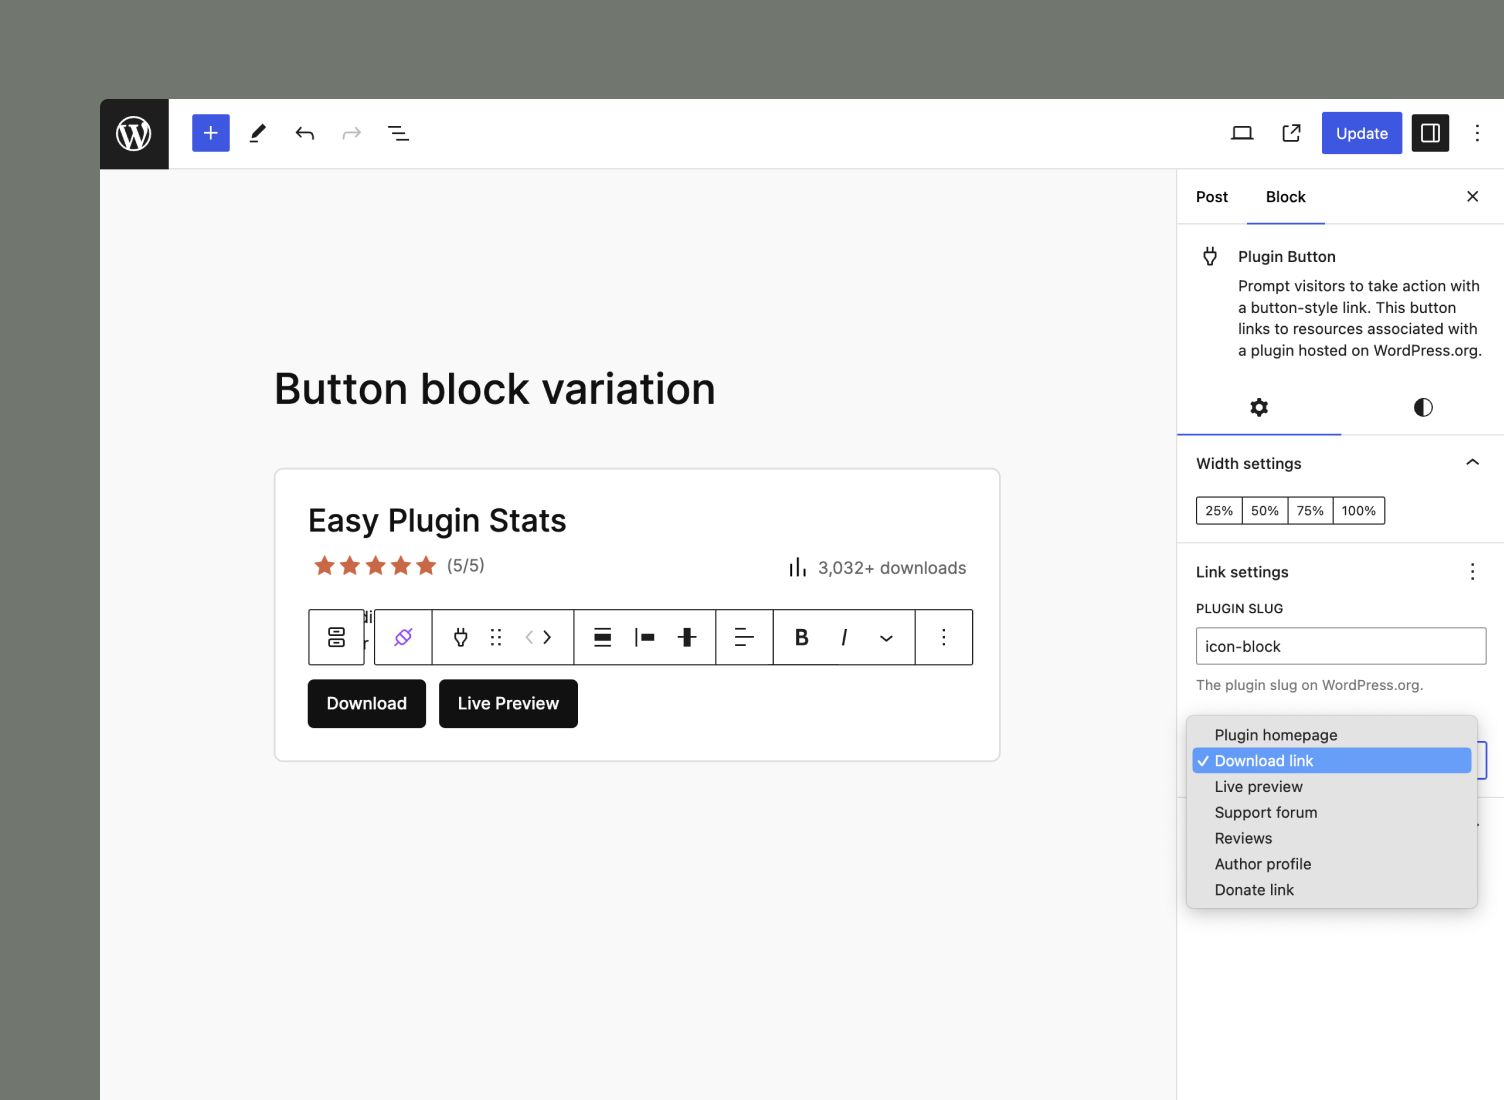 Update
Post
Block
Plugin Button
Prompt visitors to take action with
a button-style link. This button
links to resources associated with
a plugin hosted on WordPress.org.
Button block variation
Width settings
25% 50% 75% 100%
Easy Plugin Stats
(5/5)
3,032+ downloads
B I
Download
Live Preview
Link settings
PLUGIN SLUG
icon-block
The plugin slug on WordPress.org.
Plugin homepage
✓ Download link
Live preview
Support forum
Reviews
Author profile
Donate link